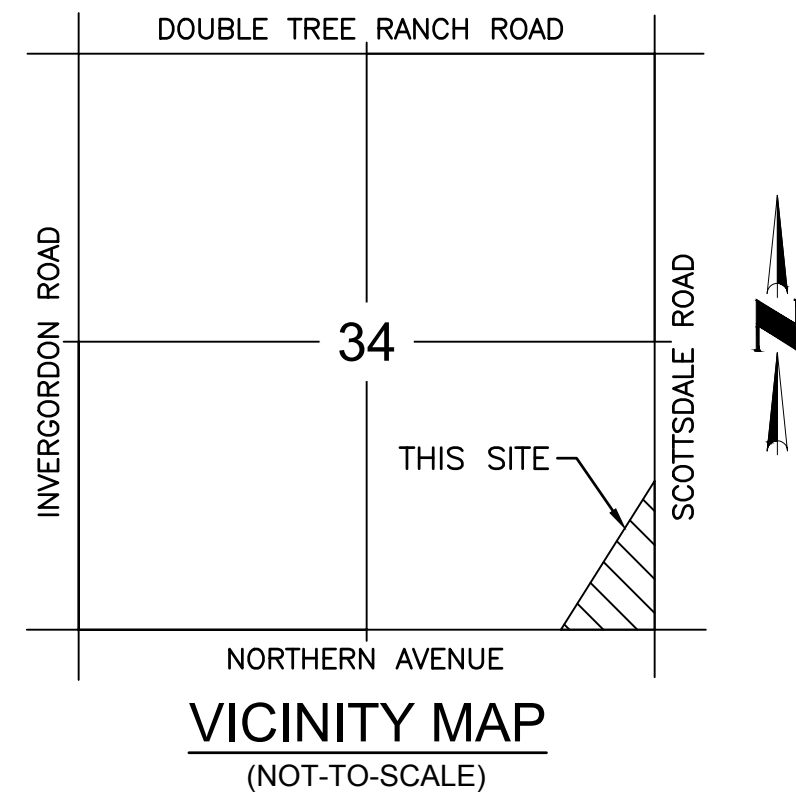 DOUBLE TREE RANCH ROAD
INVERGORDON ROAD
34
SCOTTSDALE ROAD
N
THIS SITE
NORTHERN AVENUE
VICINITY MAP
(NOT-TO-SCALE)